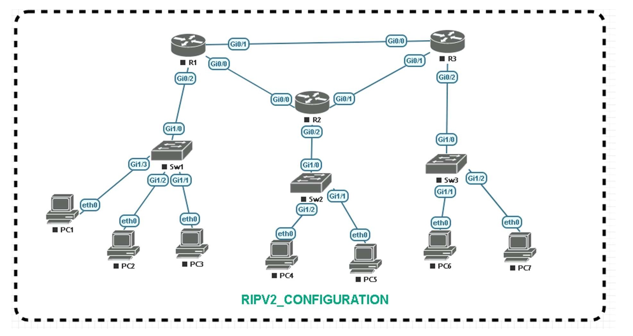 Gi0/1
Gi0/0
R1
R3
Gi0/0
Gi0/1
Gi0/2
Gi0/2
Gi0/0
Gi0/1
R2
Gi0/2
Gi1/0
Sw1
Gi1/0
Gi1/0
Sw3
Gi1/3
Gi1/2
Gi1/1
Sw2
Gi1/1
Gi1/2
Gi1/1
Gi1/2
eth0
PC1
eth0
eth0
eth0
eth0
eth0
eth0
PC2
PC3
PC4
PC5
PC6
PC7
RIPV2_CONFIGURATION